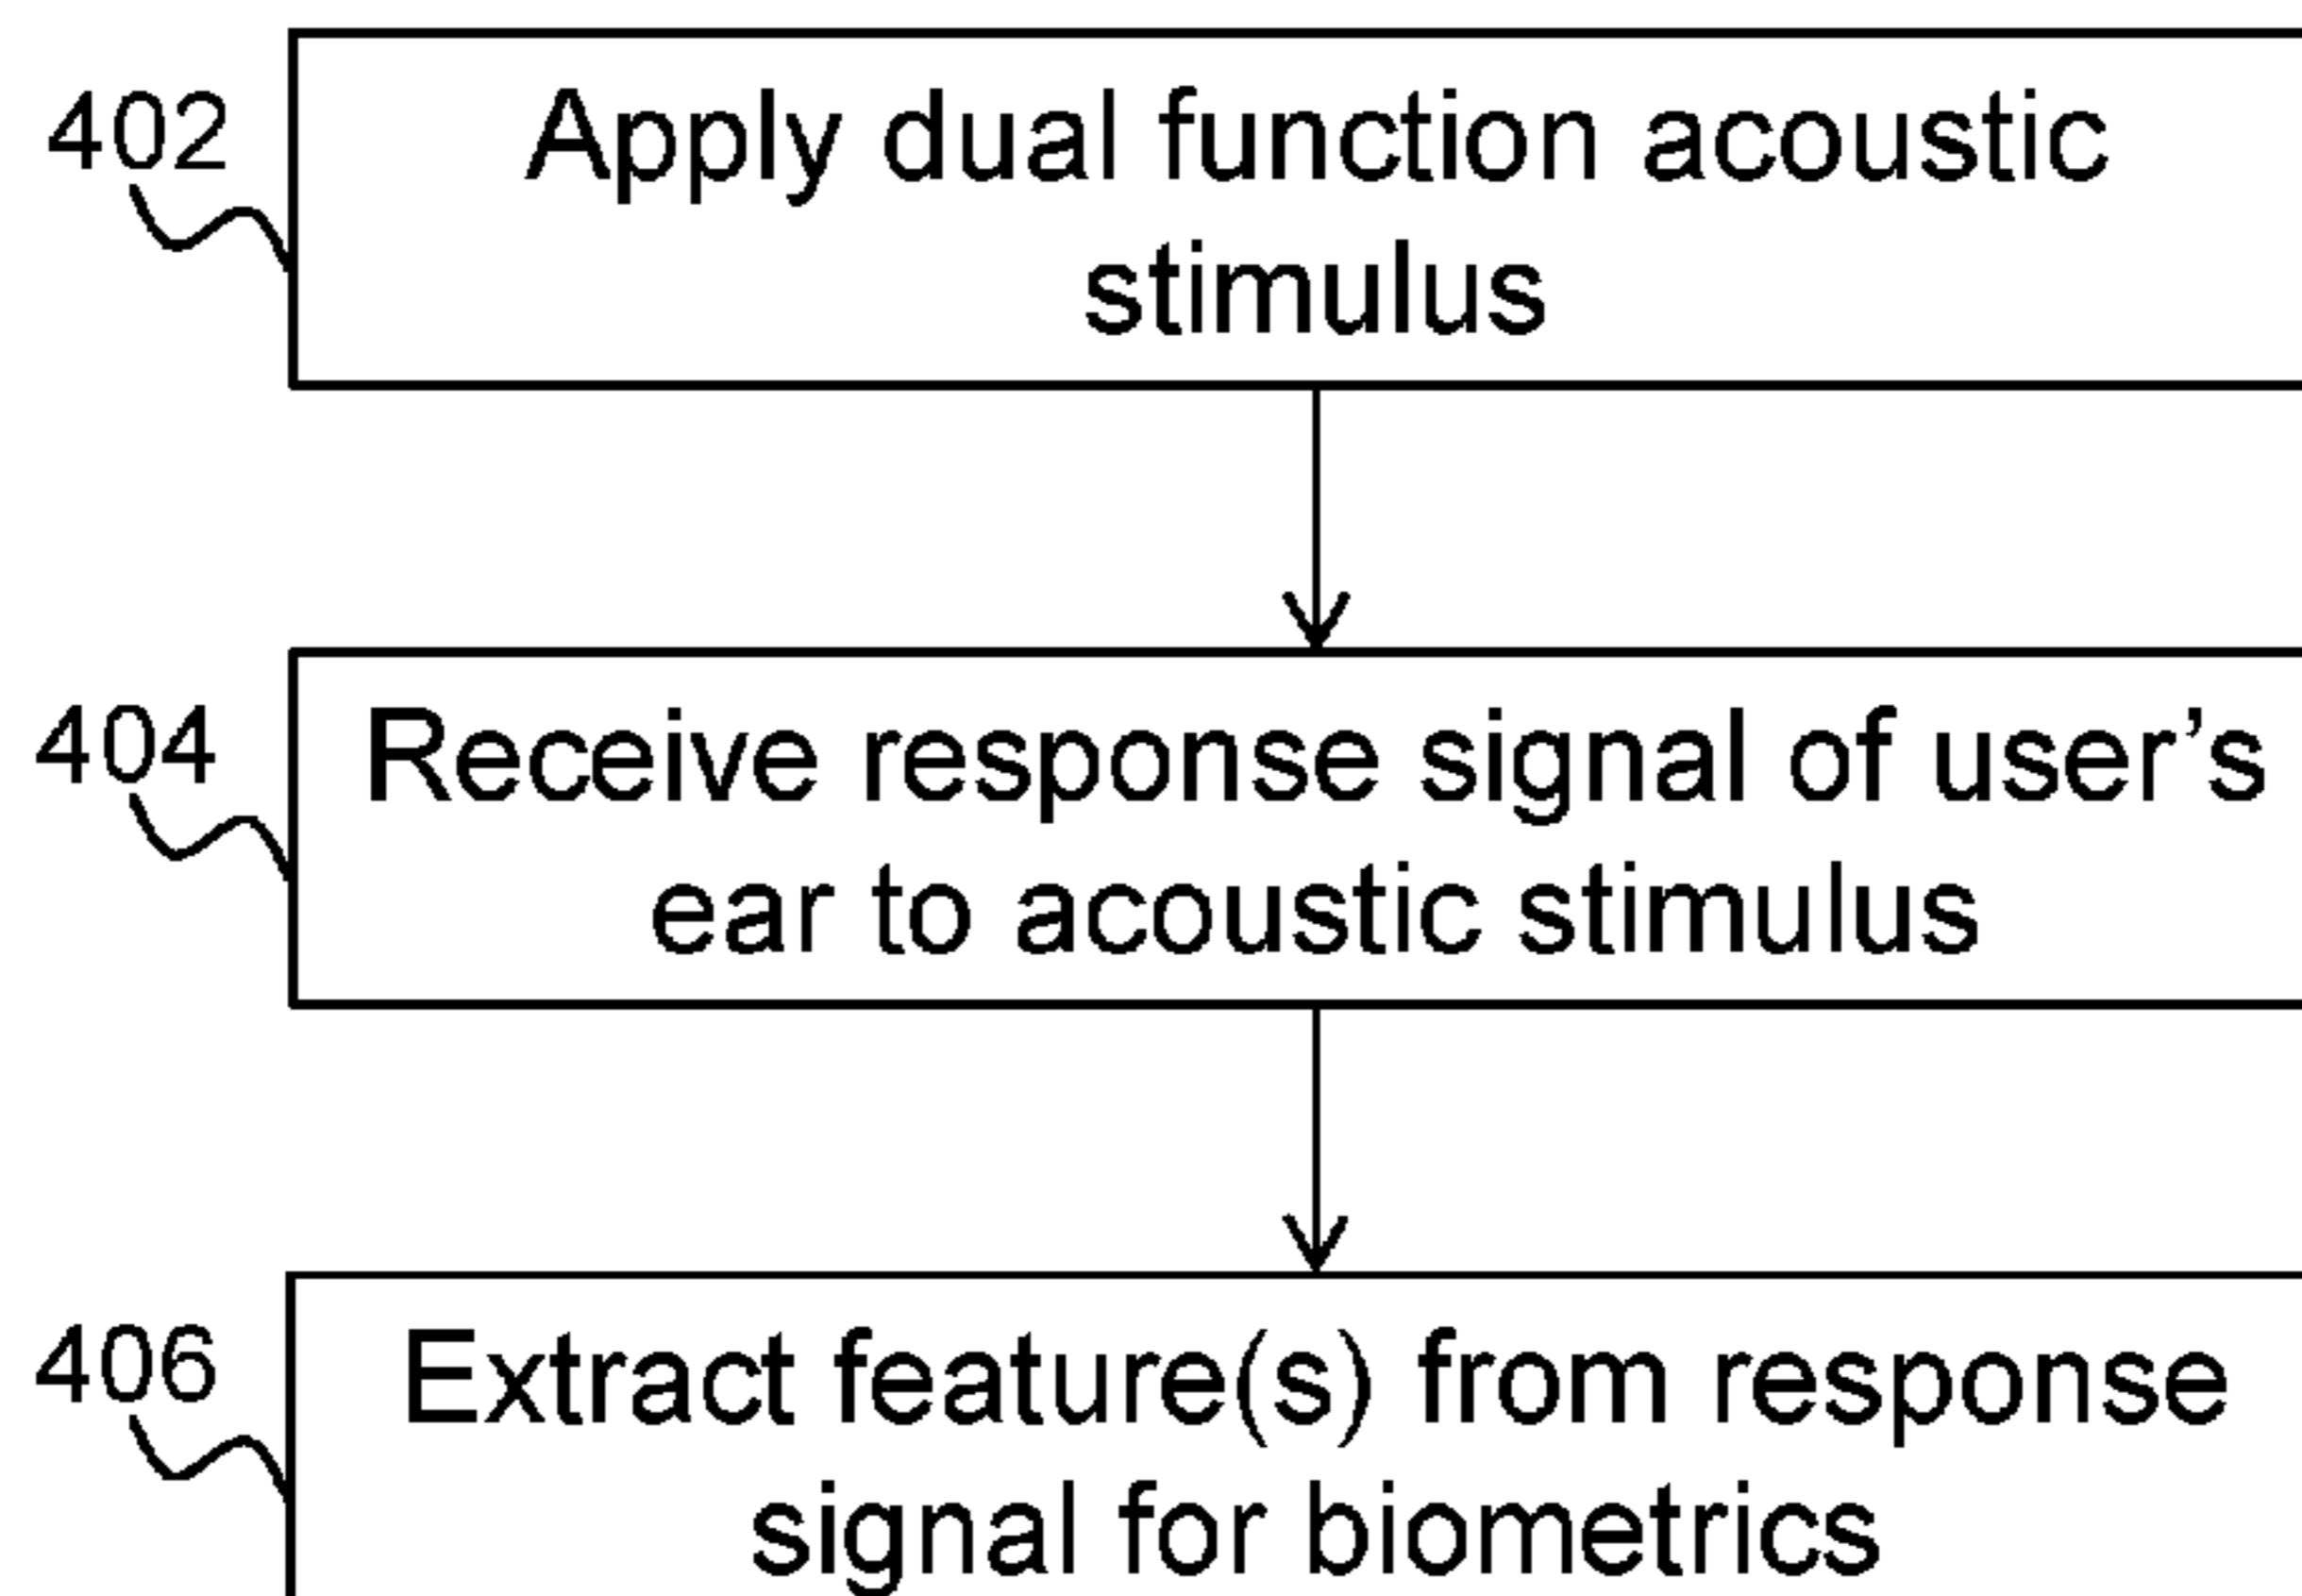 402
Apply dual function acoustic
stimulus
404
Receive response signal of user’s
ear to acoustic stimulus
406
Extract feature(s) from response
signal for biometrics